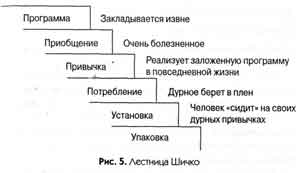 Программа Закладывается извне
Приобщение Очень болезненное
Привычка Реализует заложенную программу
в повседневной жизни
Потребление Дурное берет в плен
Установка Человек «сидит» на своих
дурных привычках
Упаковка
Рис. 5. Лестница Шичко